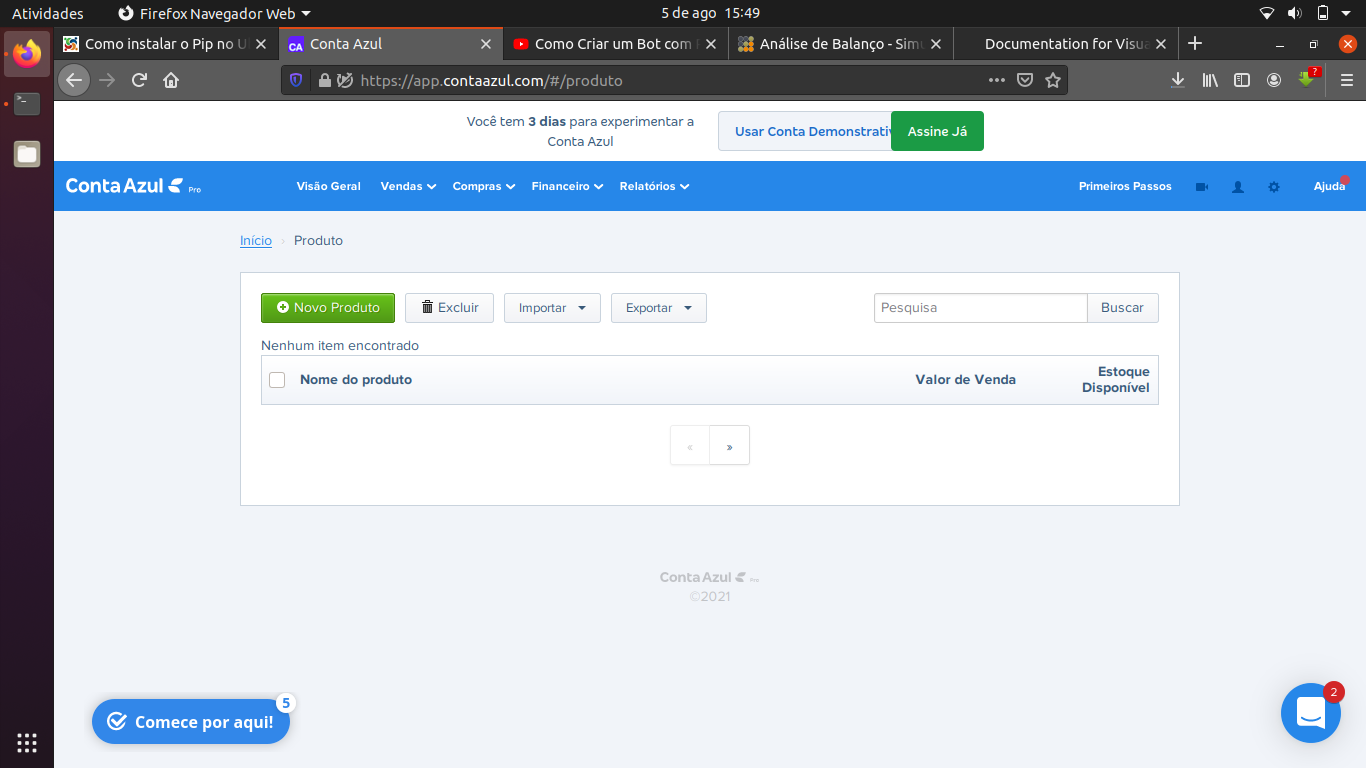 Atividades
Firefox Navegador Web
5 de ago 15:49
Como instalar o Pip no U
Conta Azul
Como Criar um Bot com
Análise de Balanço - Sim
Documentation for Visua
https://app.contaazul.com/#/produto
?
Você tem 3 dias para experimentar a
Conta Azul
Usar Conta Demonstrativ
Assine Já
CA
>_
Conta Azul Pro
Visão Geral
Vendas
Compras
Financeiro
Relatórios
Primeiros Passos
Ajuda
Início › Produto
Novo Produto
Excluir
Importar
Exportar
Pesquisa
Buscar
Nenhum item encontrado
Nome do produto
Valor de Venda
Estoque
Disponível
«
»
Conta Azul Pro
©2021
Comece por aqui!
5
2